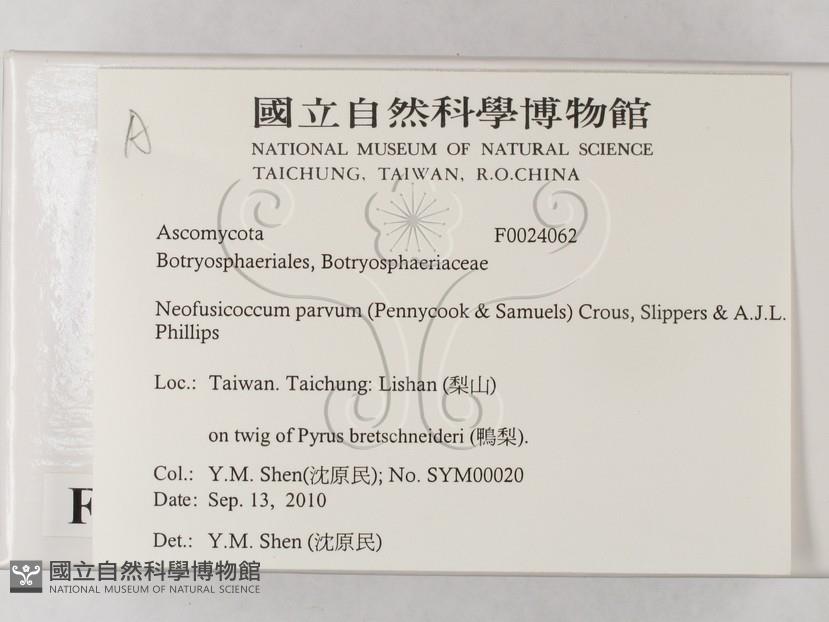 A
國立自然科學博物館
NATIONAL MUSEUM OF NATURAL SCIENCE
TAICHUNG, TAIWAN, R.O.CHINA
Ascomycota F0024062
Botryosphaeriales, Botryosphaeriaceae
Neofusicoccum parvum (Pennycook & Samuels) Crous, Slippers & A.J.L.
Phillips
Loc.: Taiwan. Taichung: Lishan (梨山)
on twig of Pyrus bretschneideri (鴨梨).
Col.: Y.M. Shen(沈原民); No. SYM00020
Date: Sep. 13, 2010
Det.: Y.M. Shen (沈原民)
F
國立自然科學博物館
NATIONAL MUSEUM OF NATURAL SCIENCE